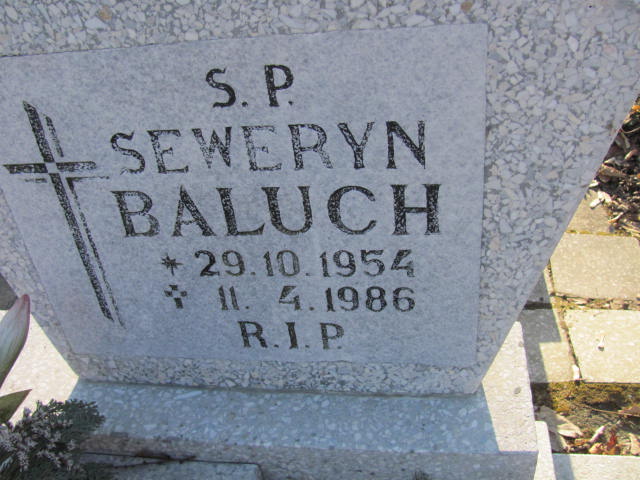 S. P.
SEWERYN
BALUCH
* 29.10.1954
✝ 11. 4.1986
R.I.P